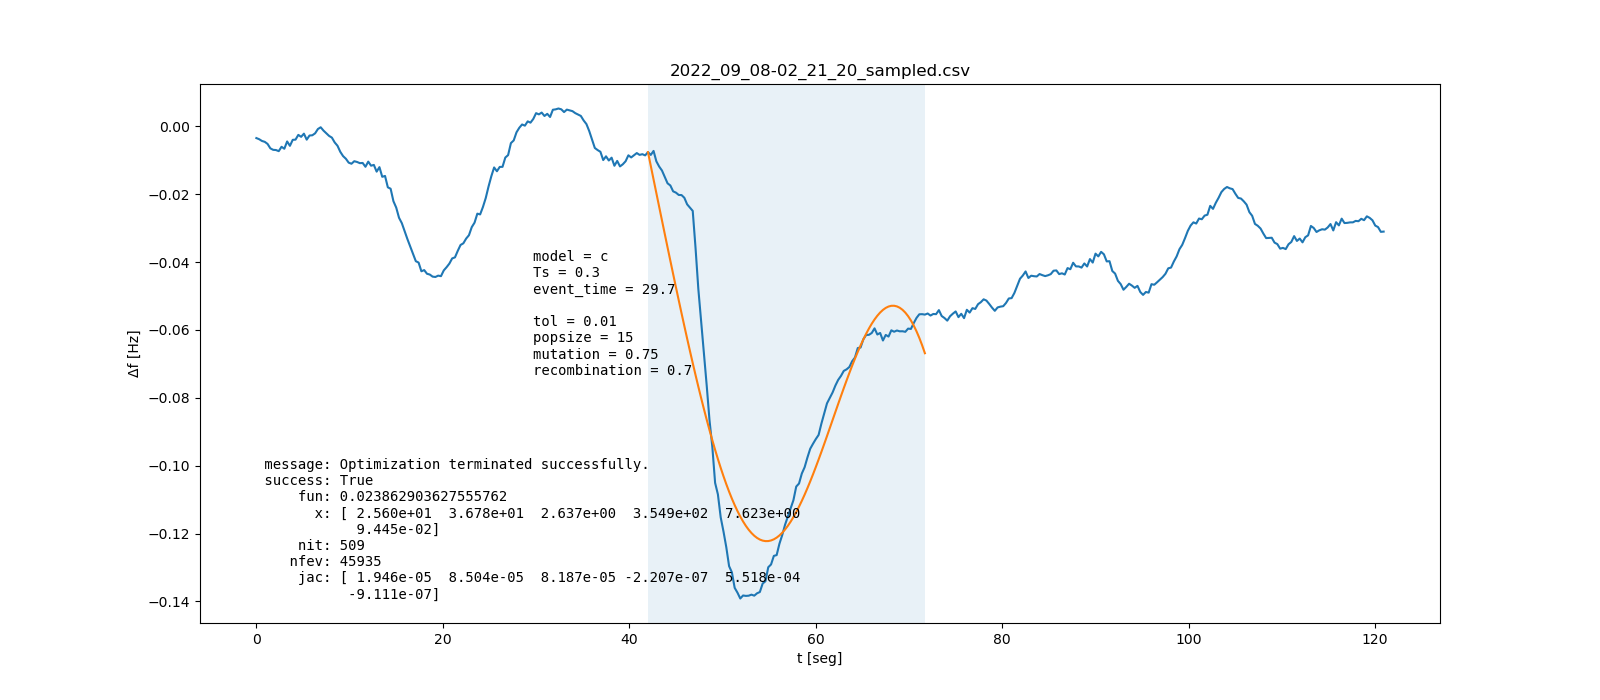 2022_09_08-02_21_20_sampled.csv
0.00
−0.02
−0.04
−0.06
−0.08
−0.10
−0.12
−0.14
Δf [Hz]
model = c
Ts = 0.3
event_time = 29.7
tol = 0.01
popsize = 15
mutation = 0.75
recombination = 0.7
message: Optimization terminated successfully.
success: True
fun: 0.023862903627555762
x: [ 2.560e+01  3.678e+01  2.637e+00  3.549e+02  7.623e+00
9.445e-02]
nit: 509
nfev: 45935
jac: [ 1.946e-05  8.504e-05  8.187e-05 -2.207e-07  5.518e-04
-9.111e-07]
0 20 40 60 80 100 120
t [seg]